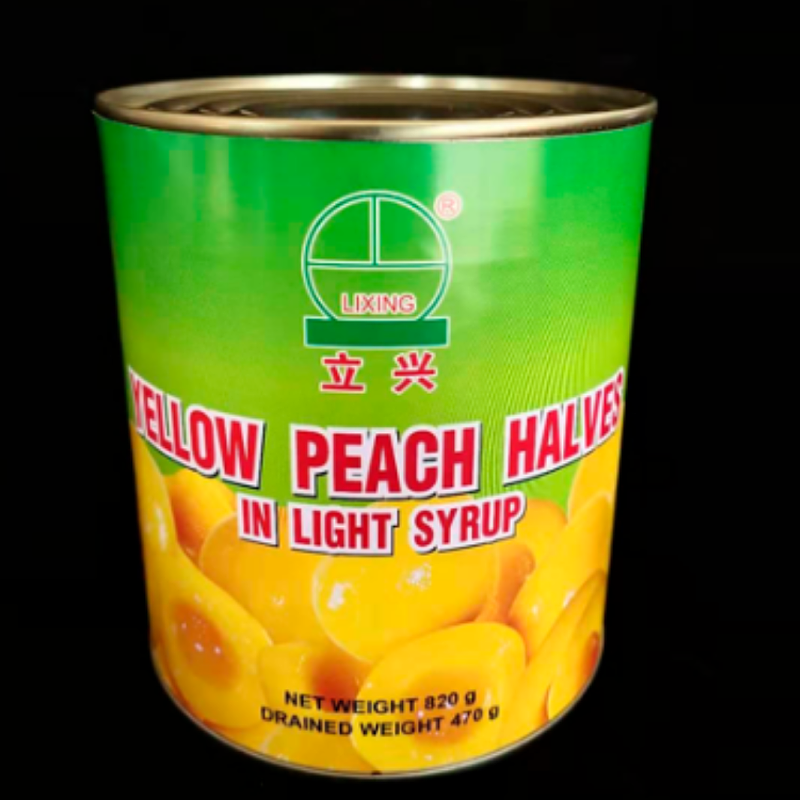 ®
LIXING
立兴
YELLOW PEACH HALVES
IN LIGHT SYRUP
NET WEIGHT 820 g
DRAINED WEIGHT 470 g